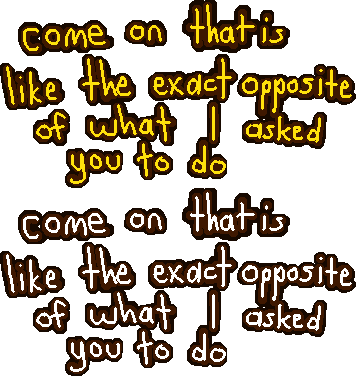 come on that is
like the exact opposite
of what I asked
you to do
come on that is
like the exact opposite
of what I asked
you to do